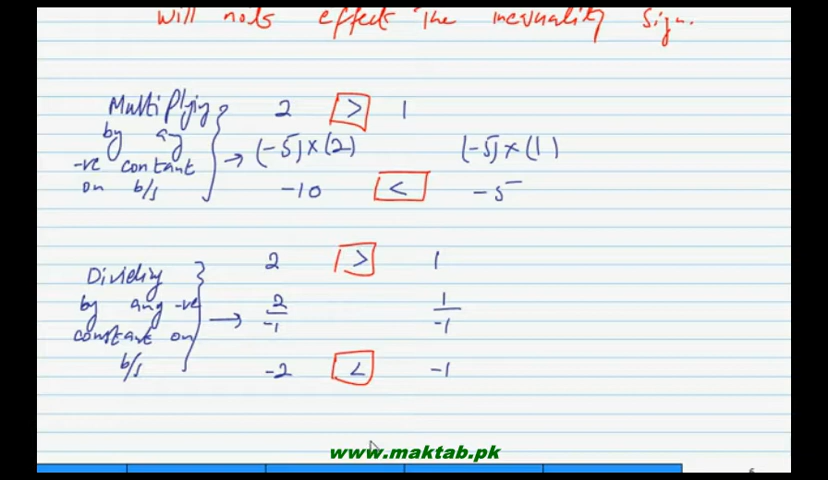 will nots effect The inequality sign.
Multiplying } 2 > 1
by any → (-5)×(2) (-5)×(1)
-ve constant
on b/s -10 < -5
Dividing } 2 > 1
by any -ve → 2/-1 1/-1
constant on
b/s -2 < -1
www.maktab.pk